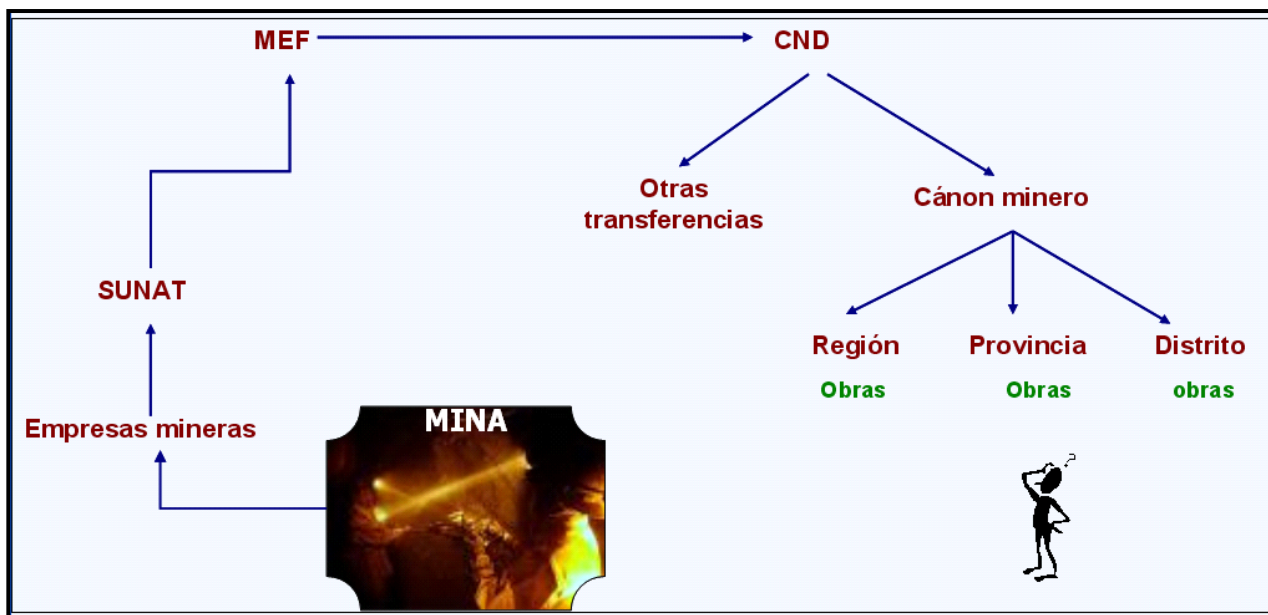 MEF
CND
Otras
transferencias
Cánon minero
SUNAT
Región
Provincia
Distrito
Obras
Obras
obras
Empresas mineras
MINA
?